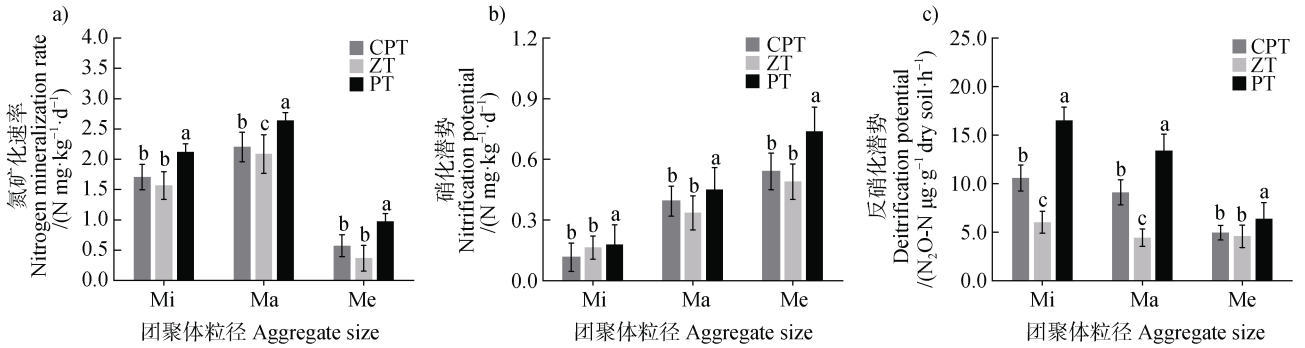 a)
氮矿化速率
Nitrogen mineralization rate
/(N mg·kg⁻¹·d⁻¹)
4.0
3.5
3.0
2.5
2.0
1.5
1.0
0.5
0.0
CPT
ZT
PT
b
b
a
b
c
a
b
b
a
Mi
Ma
Me
团聚体粒径 Aggregate size
b)
硝化潜势
Nitrification potential
/(N mg·kg⁻¹·d⁻¹)
1.2
0.9
0.6
0.3
0.0
CPT
ZT
PT
b
b
a
b
b
a
b
b
a
Mi
Ma
Me
团聚体粒径 Aggregate size
c)
反硝化潜势
Deitrification potential
/(N₂O-N μg·g⁻¹ dry soil·h⁻¹)
25.0
20.0
15.0
10.0
5.0
0.0
CPT
ZT
PT
b
c
a
b
c
a
b
b
a
Mi
Ma
Me
团聚体粒径 Aggregate size